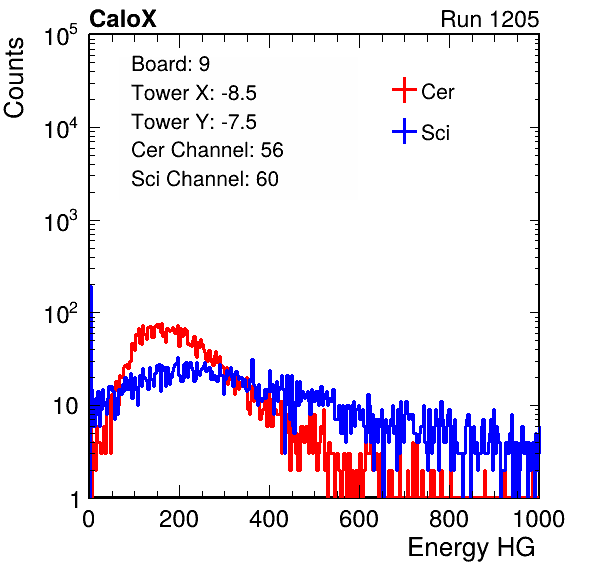 CaloX Run 1205
Counts
10^5
10^4
10^3
10^2
10
1
Board: 9
Tower X: -8.5
Tower Y: -7.5
Cer Channel: 56
Sci Channel: 60
Cer
Sci
0 200 400 600 800 1000
Energy HG